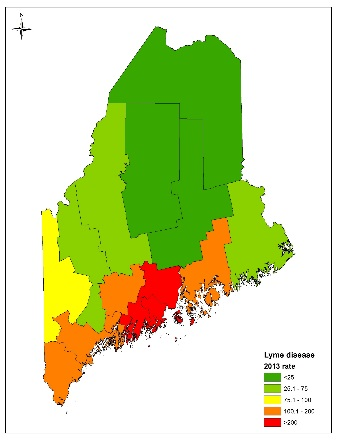 N
Lyme disease
2013 rate
<25
25.1 - 75
75.1 - 100
100.1 - 200
>200